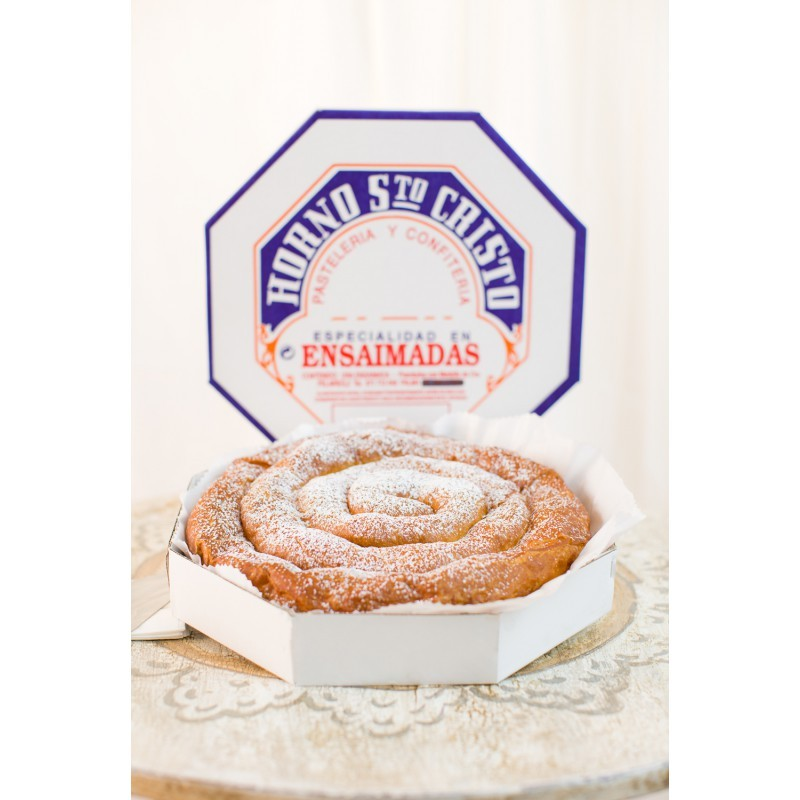 HORNO STO CRISTO
PASTELERIA Y CONFITERIA
ESPECIALIDAD EN
ENSAIMADAS